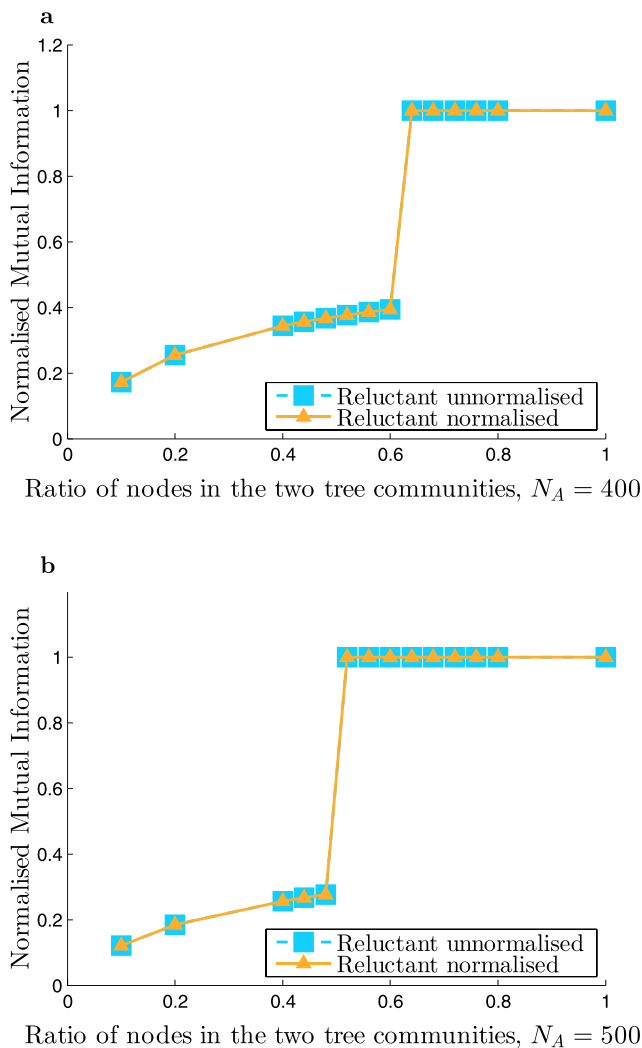 a
1.2
1
0.8
0.6
0.4
0.2
0
Normalised Mutual Information
Reluctant unnormalised
Reluctant normalised
0 0.2 0.4 0.6 0.8 1
Ratio of nodes in the two tree communities, N_A = 400
b
1
0.8
0.6
0.4
0.2
0
Normalised Mutual Information
Reluctant unnormalised
Reluctant normalised
0 0.2 0.4 0.6 0.8 1
Ratio of nodes in the two tree communities, N_A = 500